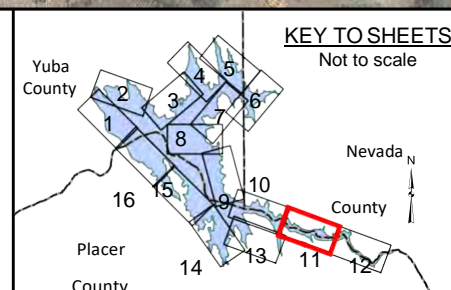 KEY TO SHEETS
Not to scale
Yuba
County
1
2
3
4
5
6
7
8
9
10
11
12
13
14
15
16
Nevada
County
N
Placer
County